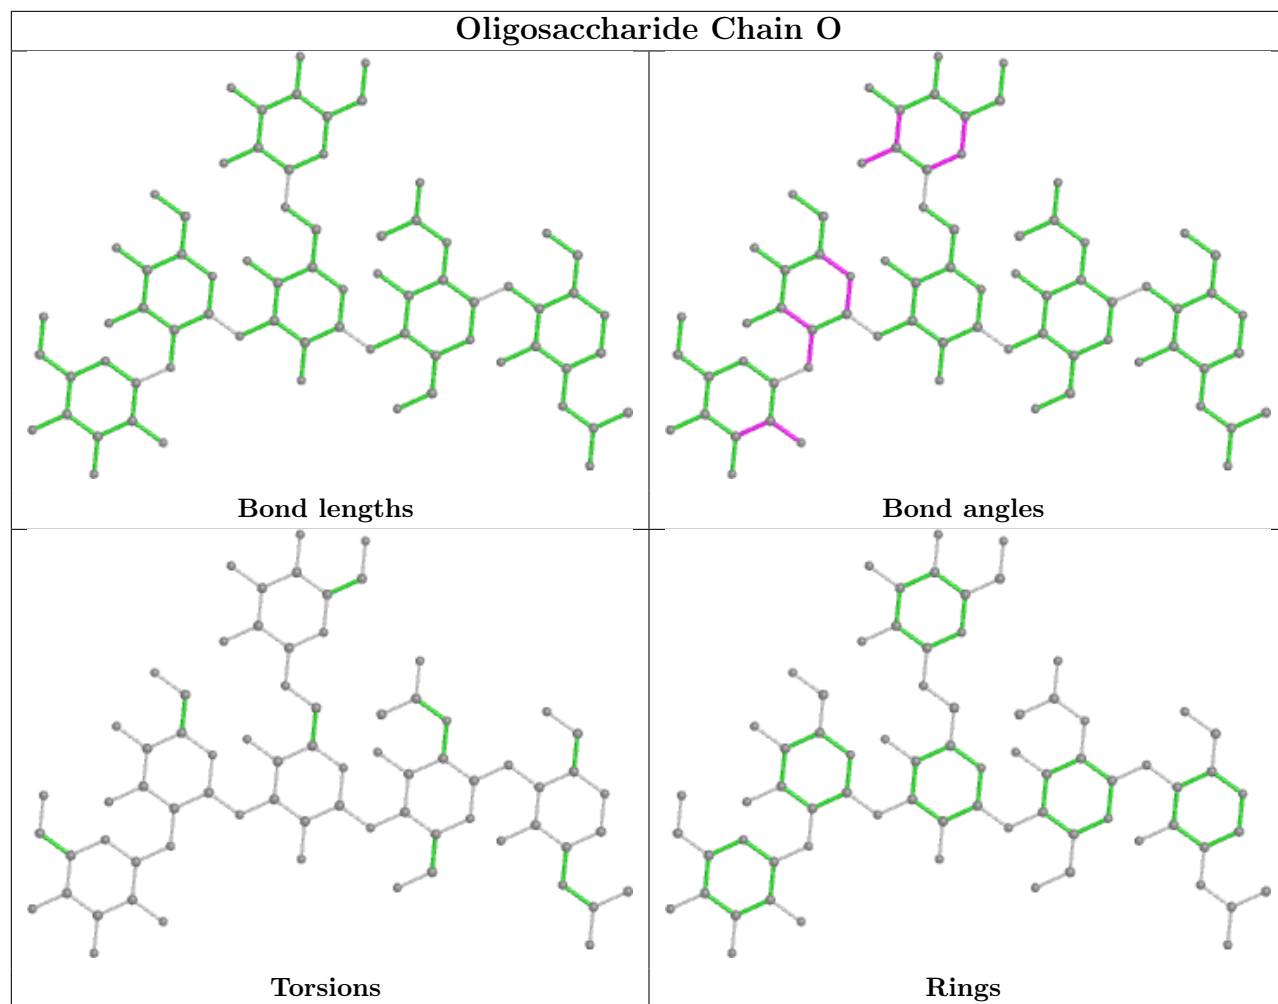 Oligosaccharide Chain O
Bond lengths
Bond angles
Torsions
Rings